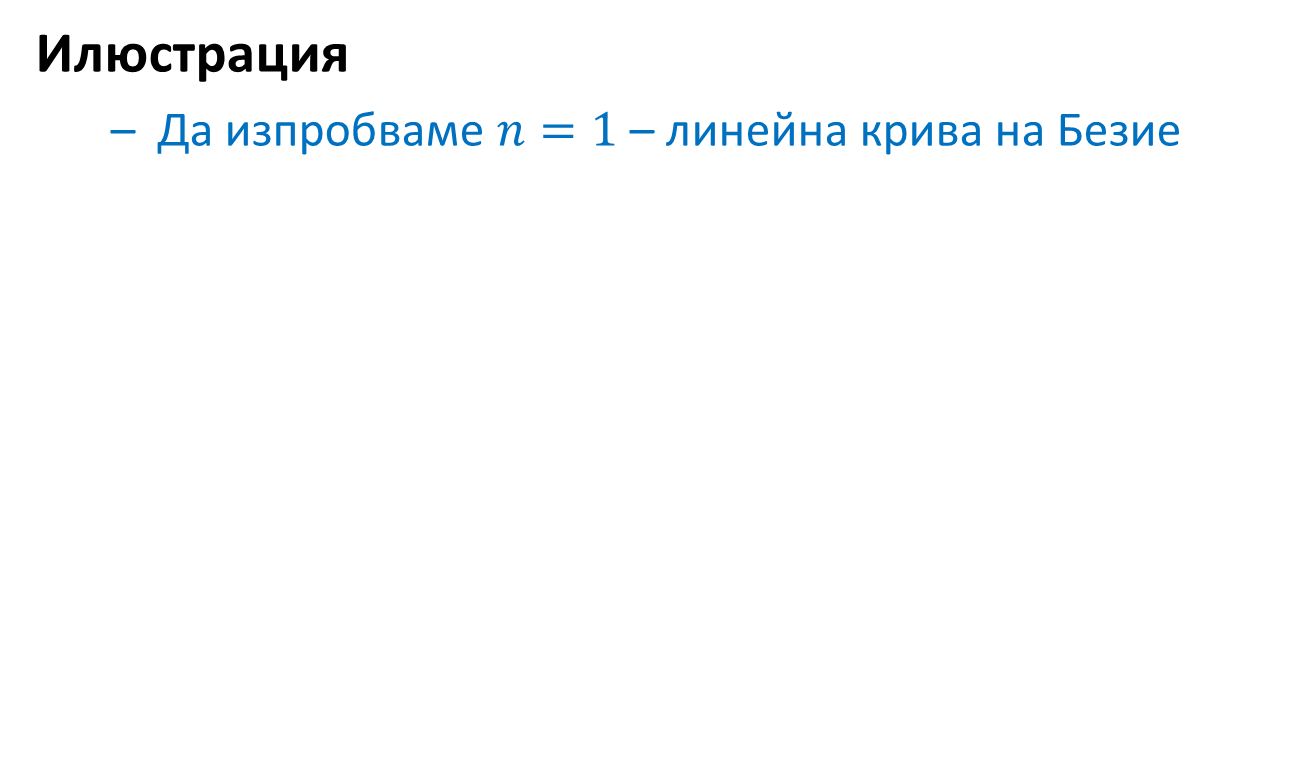 Илюстрация
– Да изпробваме n = 1 – линейна крива на Безие